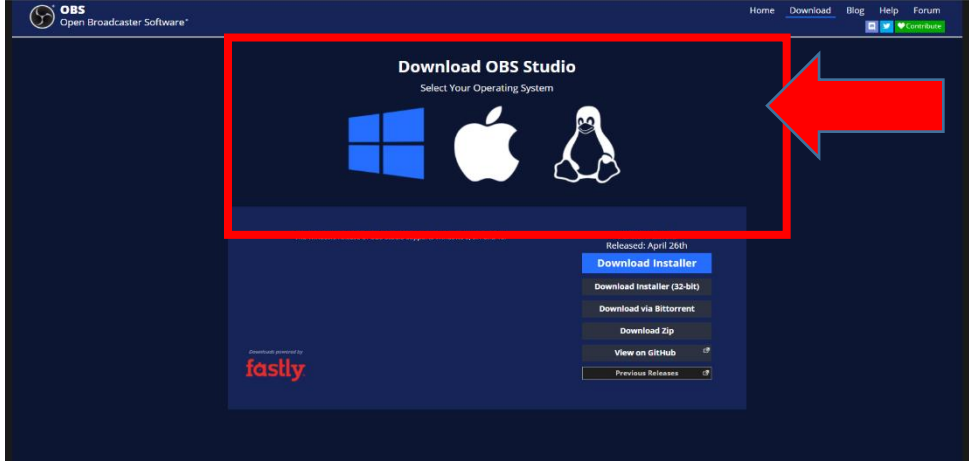 OBS
Open Broadcaster Software*
Home Download Blog Help Forum
Contribute
Download OBS Studio
Select Your Operating System
Released: April 26th
Download Installer
Download Installer (32-bit)
Download via Bittorrent
Download Zip
View on GitHub
Previous Releases
Downloads powered by
fastly